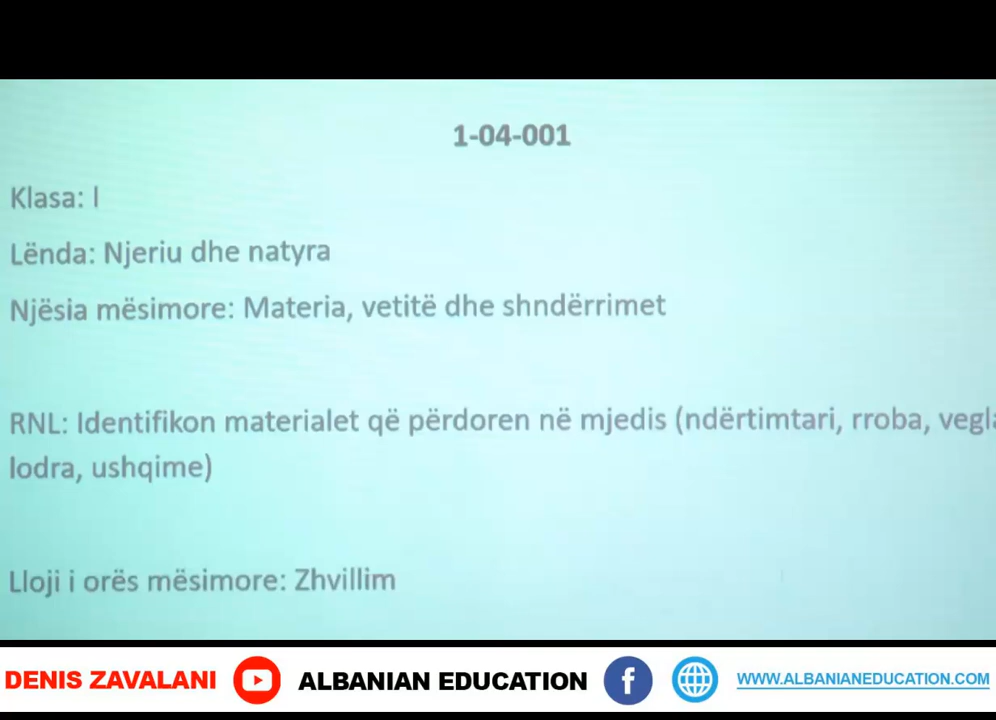 1-04-001
Klasa: I
Lënda: Njeriu dhe natyra
Njësia mësimore: Materia, vetitë dhe shndërrimet
RNL: Identifikon materialet që përdoren në mjedis (ndërtimtari, rroba,
lodra, ushqime)
Lloji i orës mësimore: Zhvillim
DENIS ZAVALANI ALBANIAN EDUCATION f WWW.ALBANIANEDUCATION.COM